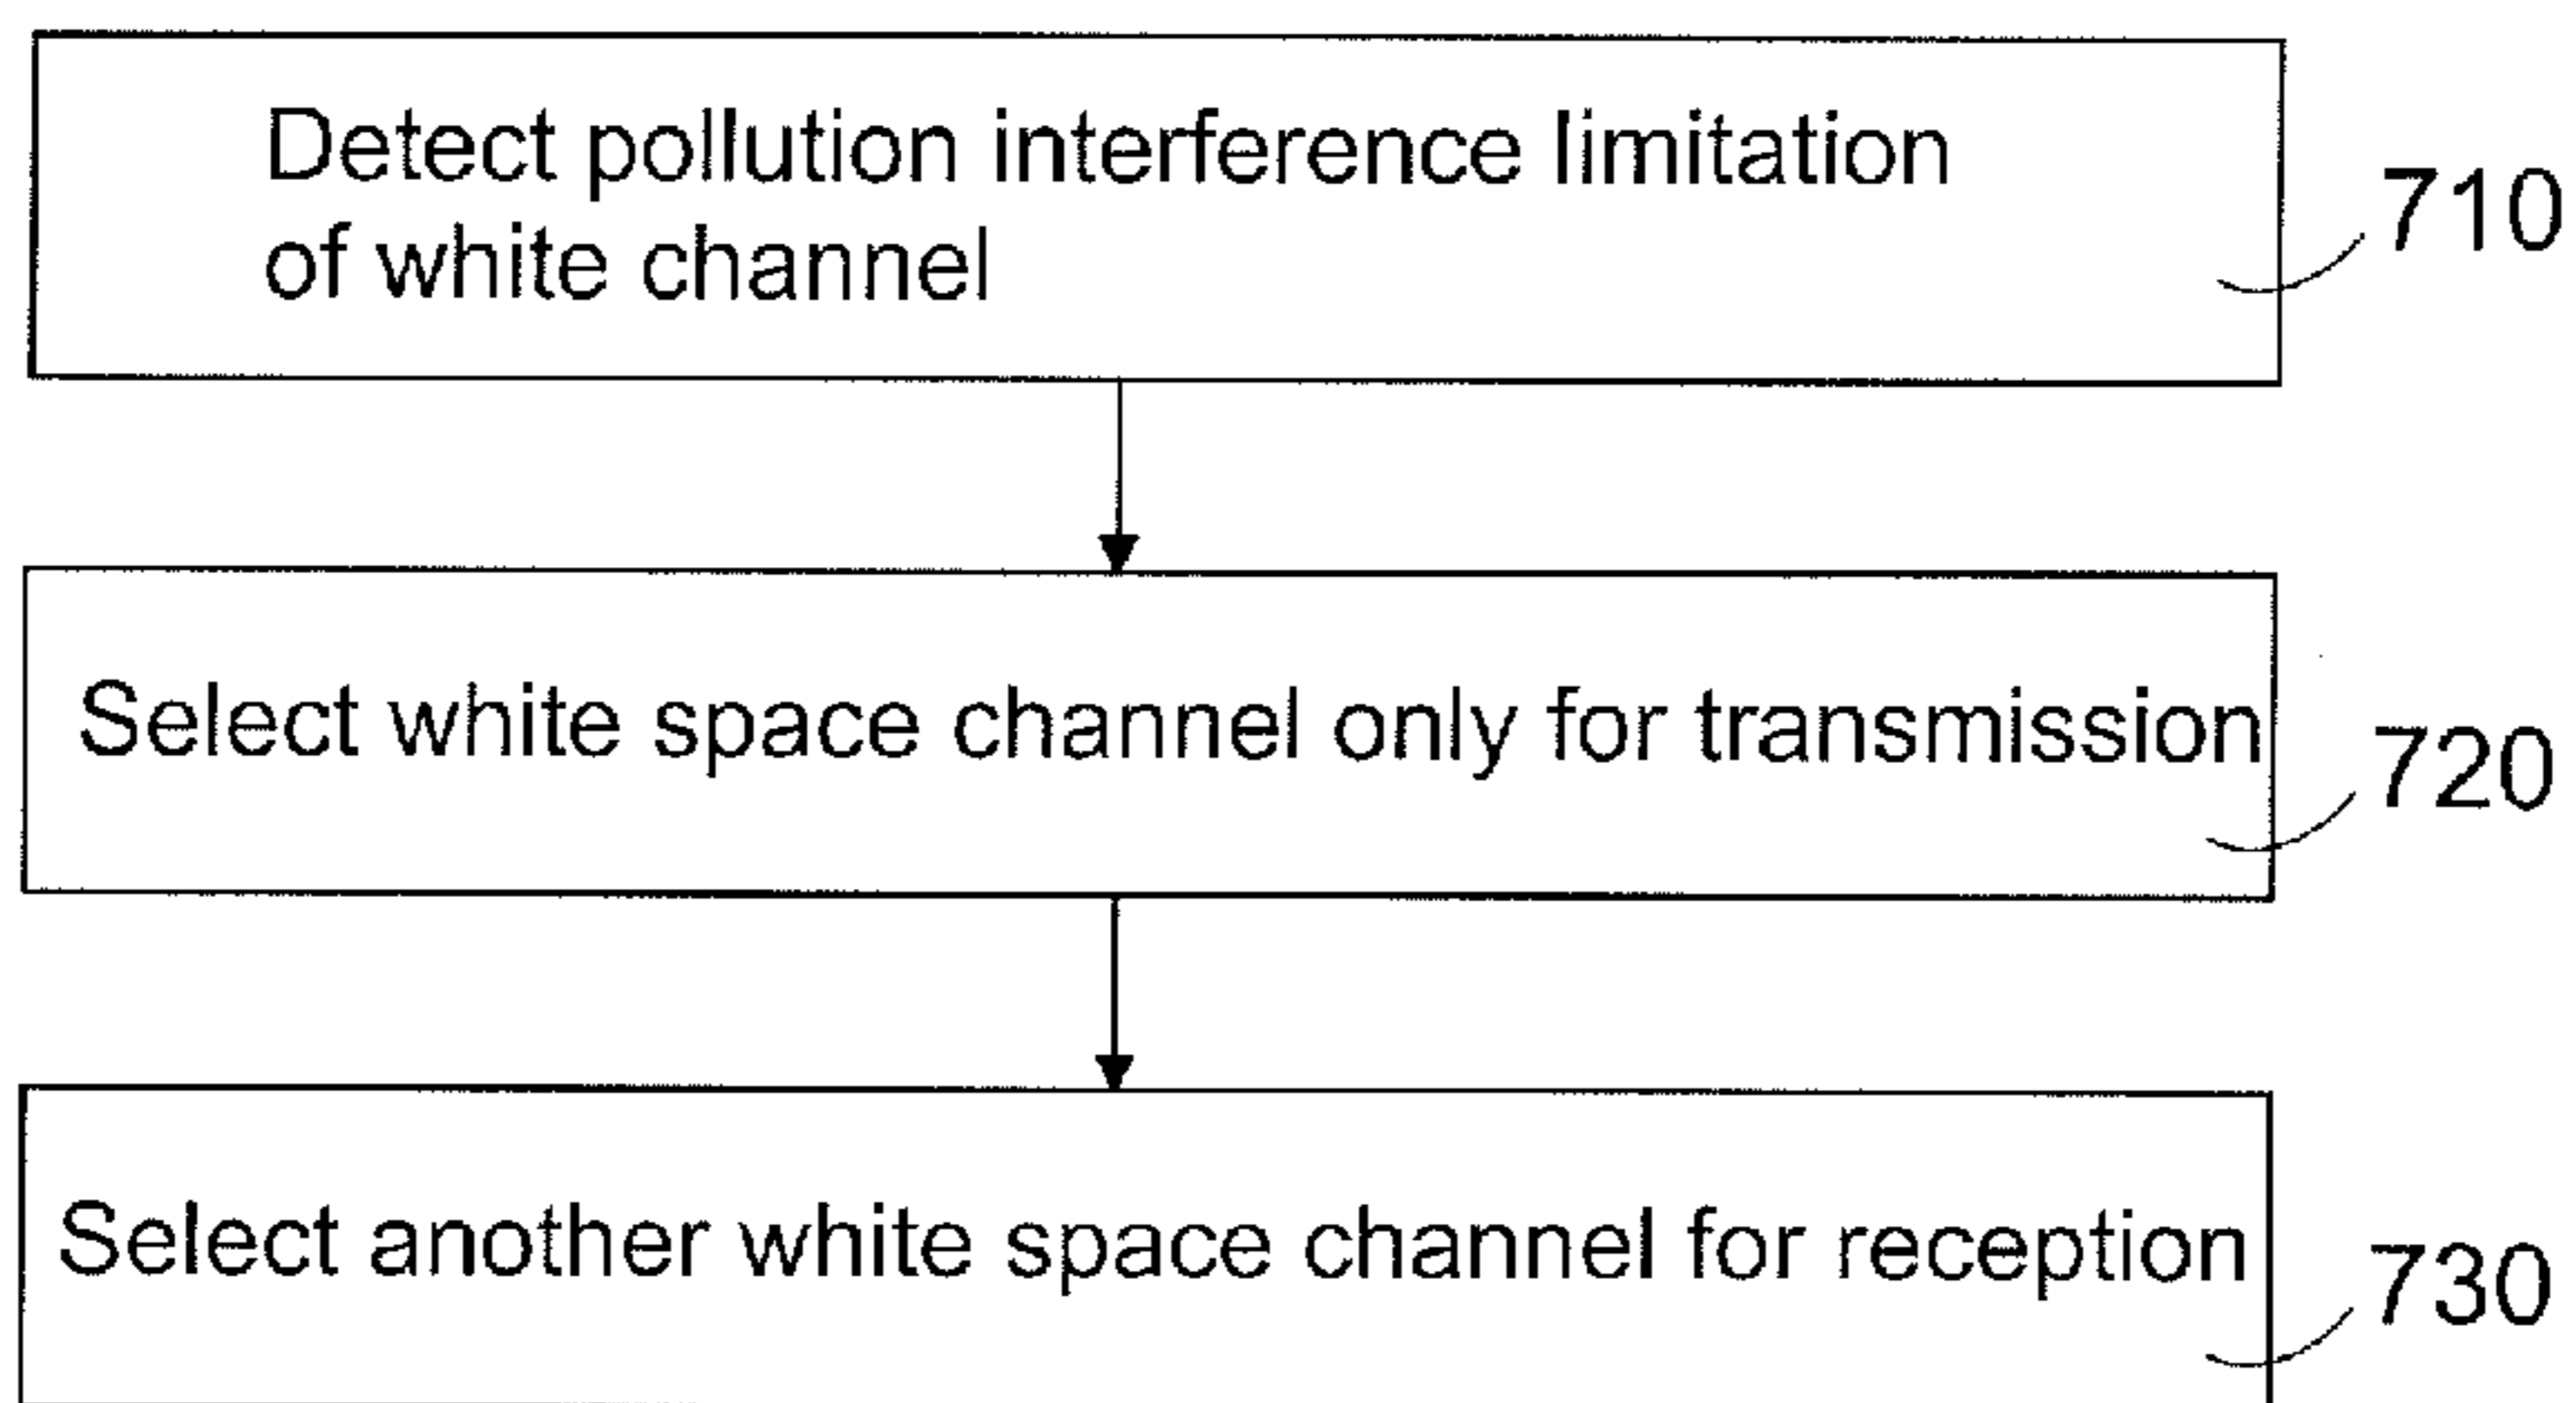 Detect pollution interference limitation
of white channel
710
Select white space channel only for transmission
720
Select another white space channel for reception
730